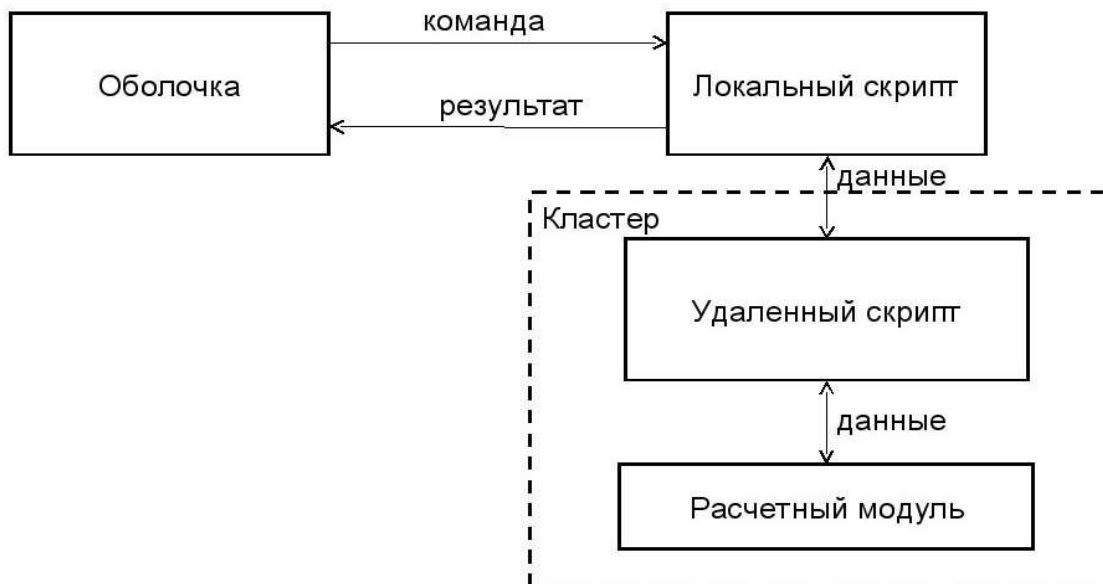 команда
Оболочка
Локальный скрипт
результат
данные
Кластер
Удаленный скрипт
данные
Расчетный модуль